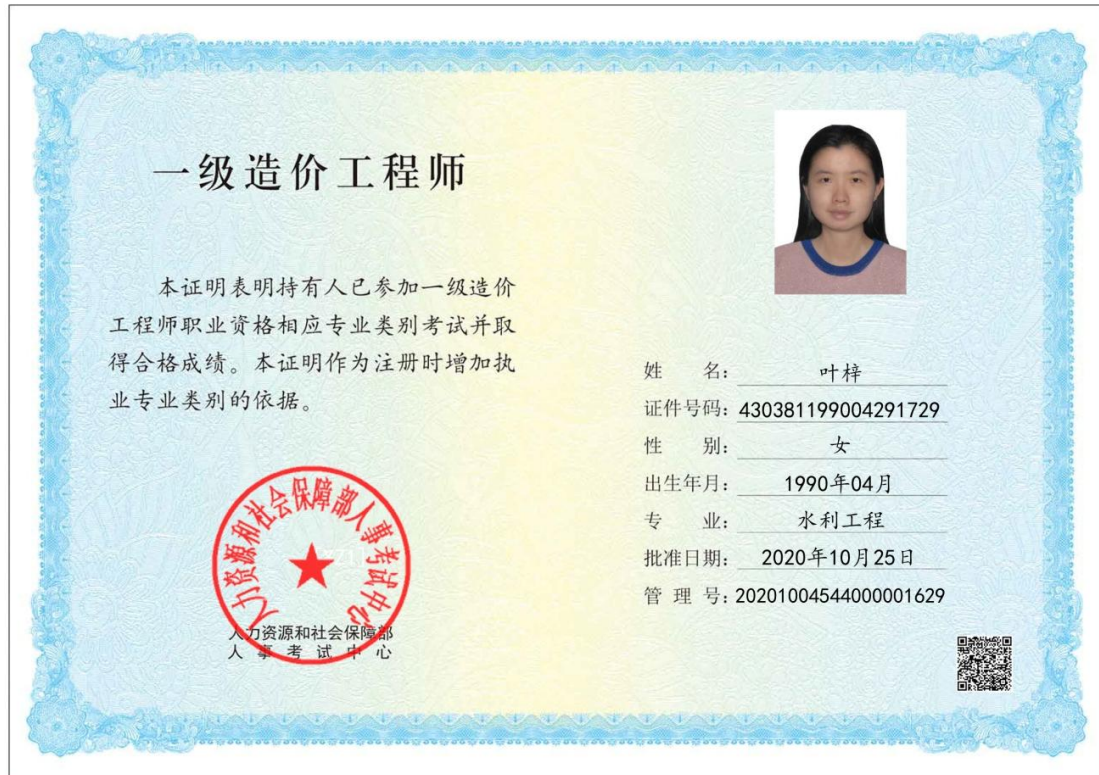 一级造价工程师
本证明表明持有人已参加一级造价
工程师职业资格相应专业类别考试并取
得合格成绩。本证明作为注册时增加执
业专业类别的依据。
姓 名: 叶梓
证件号码: 430381199004291729
性 别: 女
出生年月: 1990年04月
专 业: 水利工程
批准日期: 2020年10月25日
管 理 号: 20201004544000001629
人力资源和社会保障部人事考试中心
人力资源和社会保障部
人 事 考 试 中 心